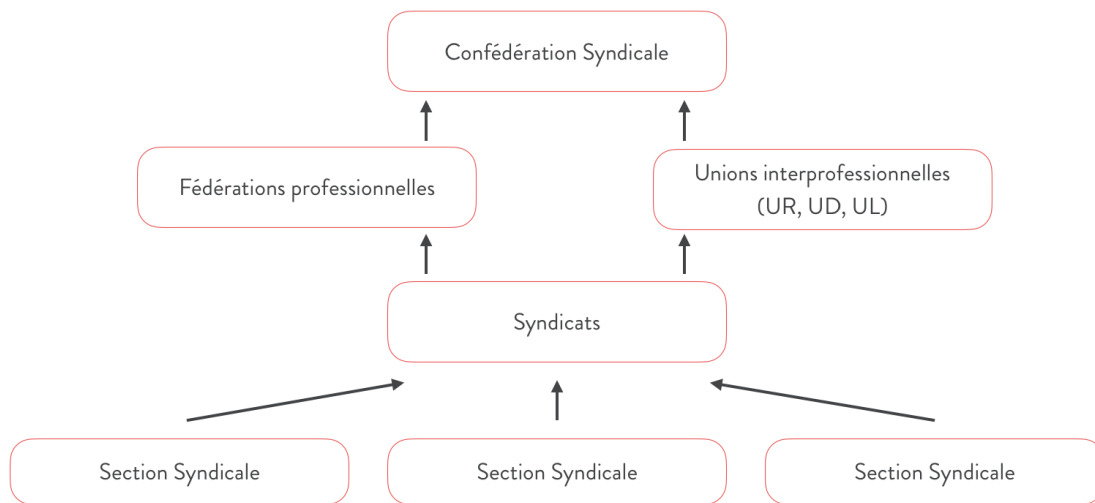 Confédération Syndicale
Fédérations professionnelles
Unions interprofessionnelles
(UR, UD, UL)
Syndicats
Section Syndicale
Section Syndicale
Section Syndicale